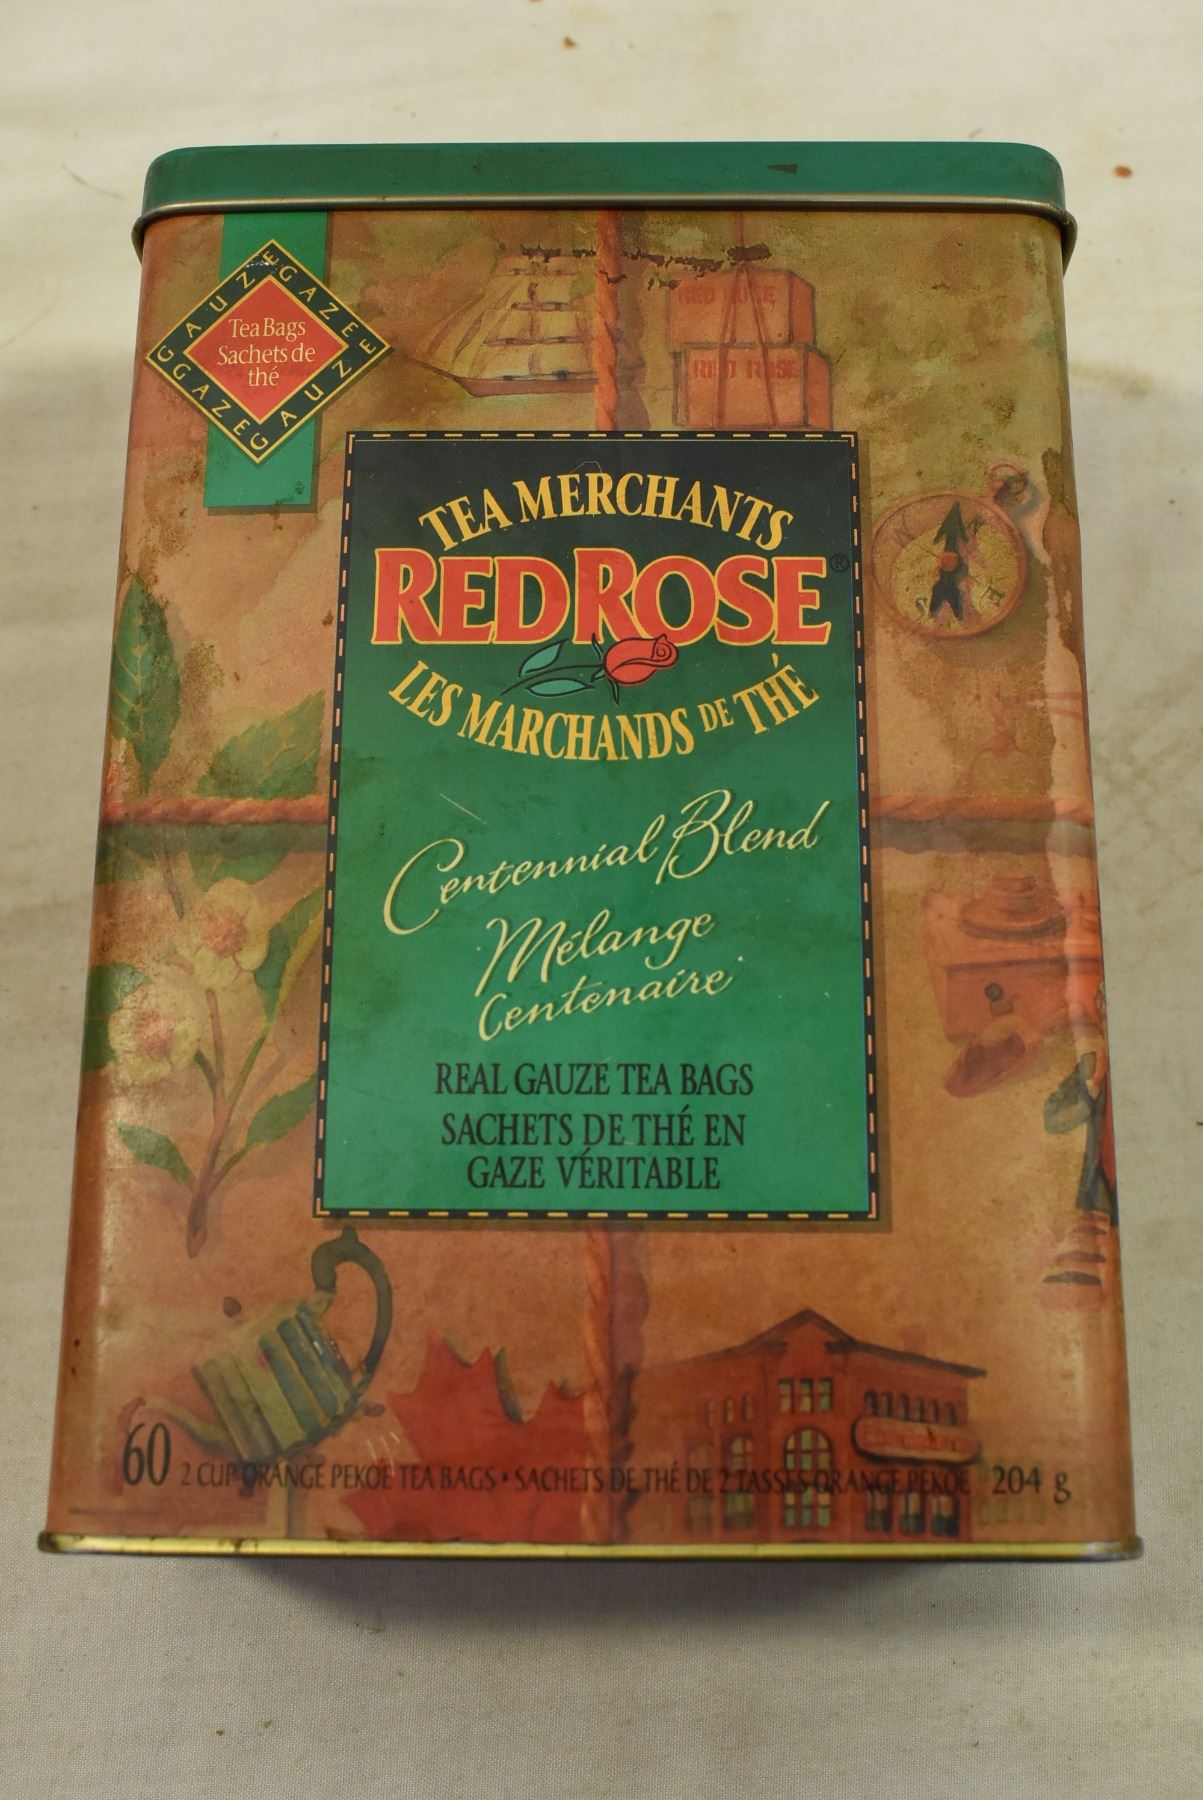 GAUZE GAZE
Tea Bags
Sachets de
thé
GAZE GAUZE
RED ROSE
RED ROSE
TEA MERCHANTS
RED ROSE®
LES MARCHANDS DE THÉ
N
W
E
S
Centennial Blend
Mélange
Centenaire
REAL GAUZE TEA BAGS
SACHETS DE THÉ EN
GAZE VÉRITABLE
60 2 CUP ORANGE PEKOE TEA BAGS • SACHETS DE THÉ DE 2 TASSES ORANGE PEKOE 204 g